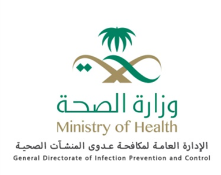 وزارة الصحة
Ministry of Health
الإدارة العامة لمكافحة عدوى المنشآت الصحية
General Directorate of Infection Prevention and Control